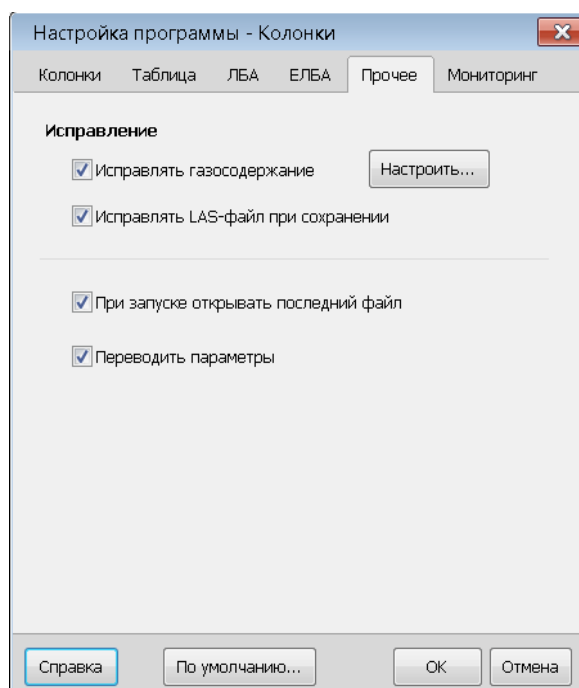 Настройка программы - Колонки
Колонки Таблица ЛБА ЕЛБА Прочее Мониторинг
Исправление
Исправлять газосодержание Настроить...
Исправлять LAS-файл при сохранении
При запуске открывать последний файл
Переводить параметры
Справка По умолчанию... OK Отмена